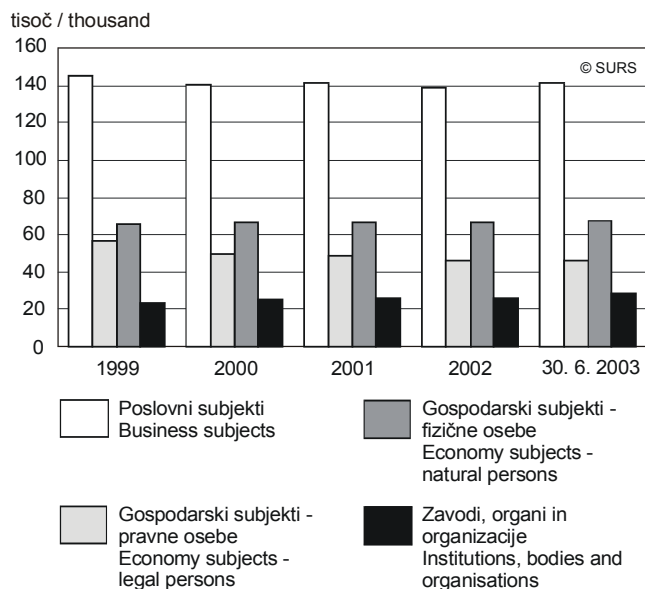 tisoč / thousand
160
© SURS
140
120
100
80
60
40
20
0
1999 2000 2001 2002 30. 6. 2003
Poslovni subjekti
Business subjects
Gospodarski subjekti -
fizične osebe
Economy subjects -
natural persons
Gospodarski subjekti -
pravne osebe
Economy subjects -
legal persons
Zavodi, organi in
organizacije
Institutions, bodies and
organisations